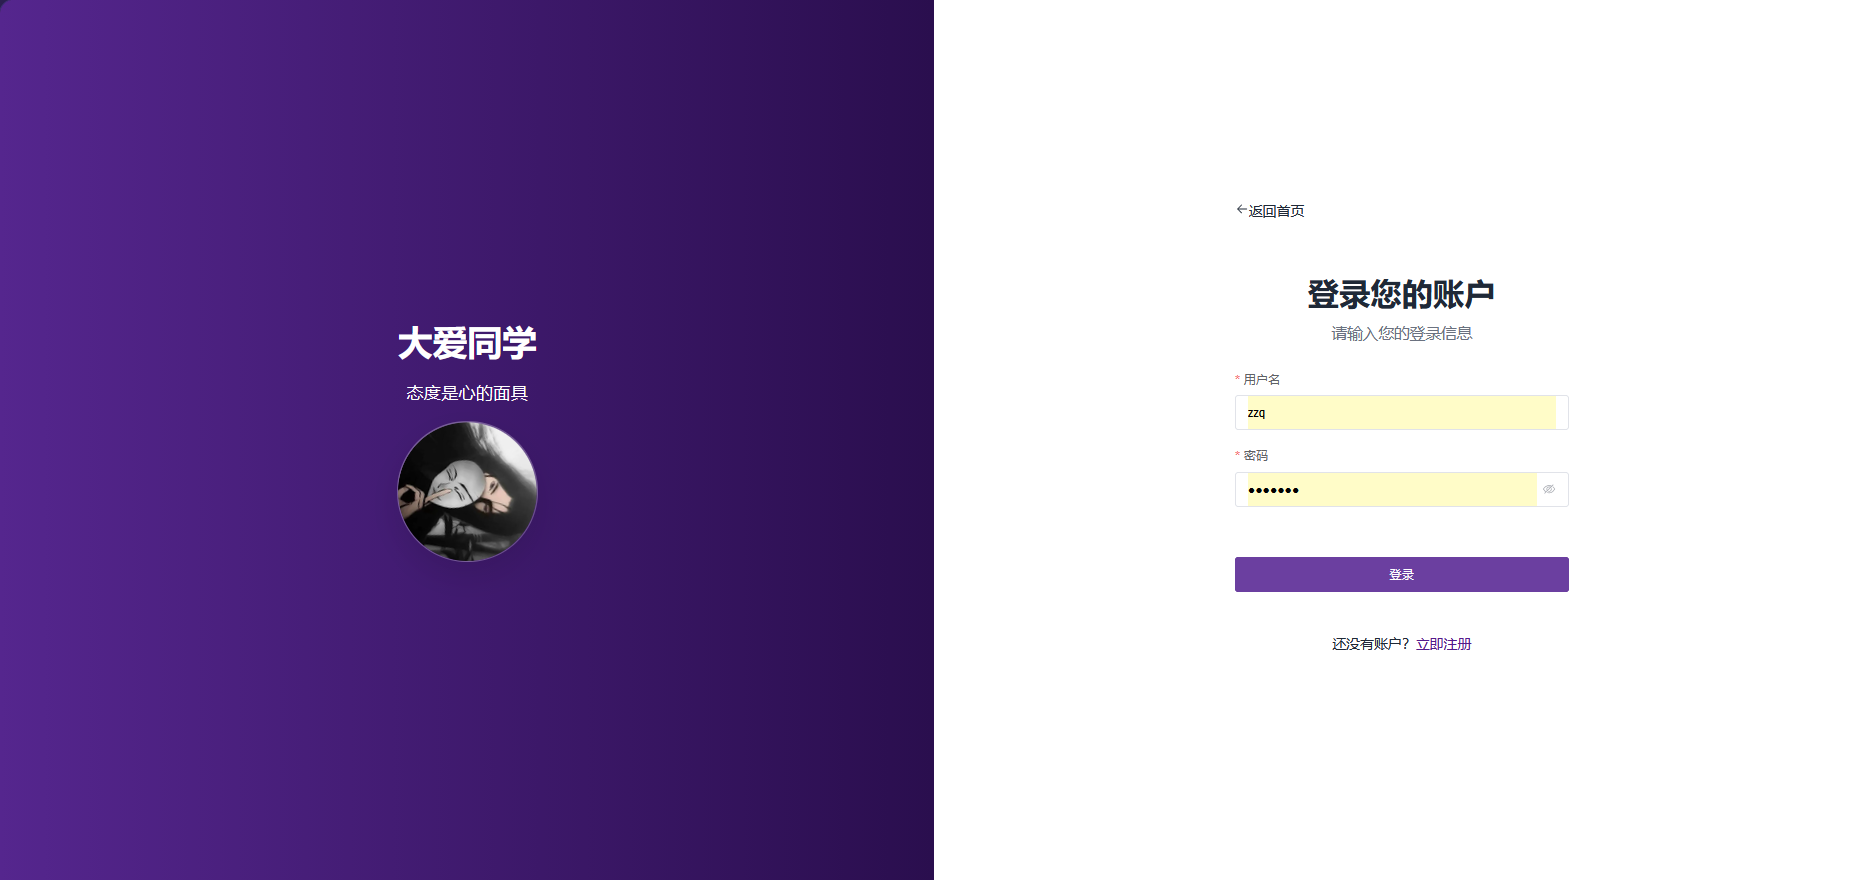 大爱同学
态度是心的面具
←返回首页
登录您的账户
请输入您的登录信息
* 用户名
zzq
* 密码
•••••••
登录
还没有账户？立即注册